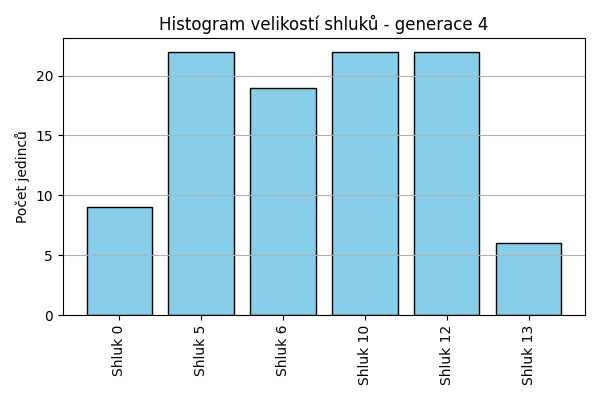 Histogram velikostí shluků - generace 4
Počet jedinců
20
15
10
5
0
Shluk 0
Shluk 5
Shluk 6
Shluk 10
Shluk 12
Shluk 13